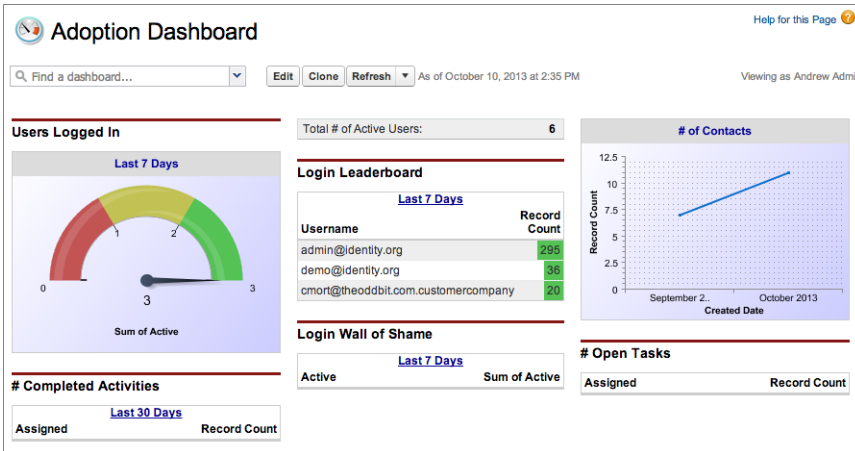 Adoption Dashboard
Help for this Page
Find a dashboard...
Edit Clone Refresh As of October 10, 2013 at 2:35 PM
Viewing as Andrew Admi
Users Logged In
Last 7 Days
0
1
2
3
3
Sum of Active
# Completed Activities
Last 30 Days
Assigned Record Count
Total # of Active Users: 6
Login Leaderboard
Last 7 Days
Username Record Count
admin@identity.org 295
demo@identity.org 36
cmort@theoddbit.com.customercompany 20
Login Wall of Shame
Last 7 Days
Active Sum of Active
# of Contacts
Record Count
12.5
10
7.5
5
2.5
0
September 2.. October 2013
Created Date
# Open Tasks
Assigned Record Count